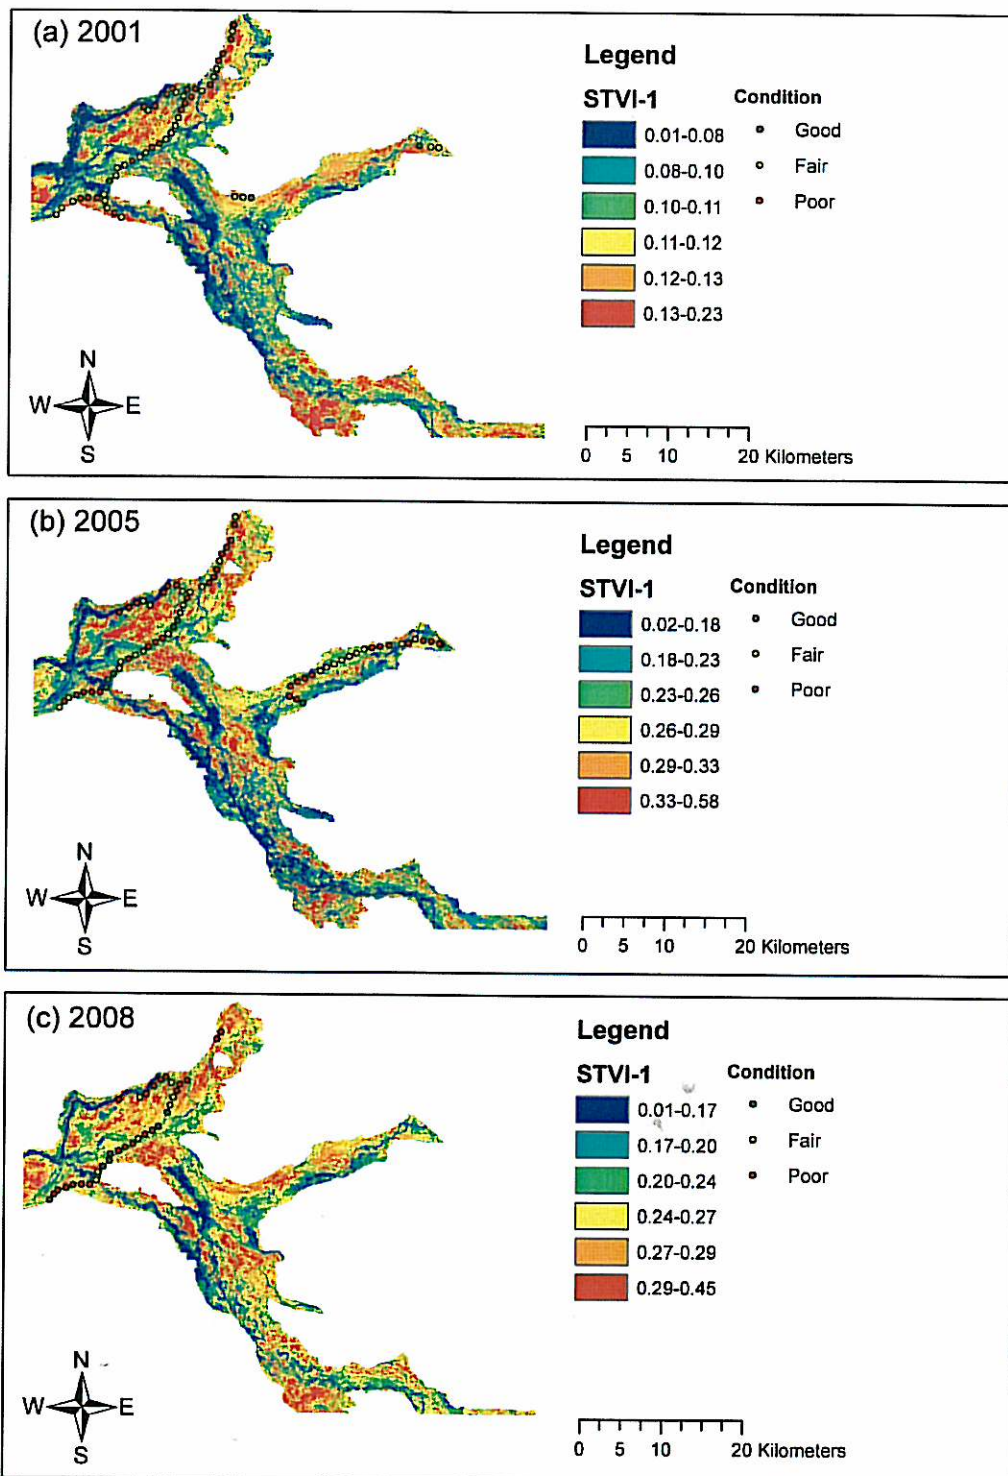 (a) 2001
Legend
STVI-1 Condition
0.01-0.08 Good
0.08-0.10 Fair
0.10-0.11 Poor
0.11-0.12
0.12-0.13
0.13-0.23
N
W E
S
0 5 10 20 Kilometers
(b) 2005
Legend
STVI-1 Condition
0.02-0.18 Good
0.18-0.23 Fair
0.23-0.26 Poor
0.26-0.29
0.29-0.33
0.33-0.58
N
W E
S
0 5 10 20 Kilometers
(c) 2008
Legend
STVI-1 Condition
0.01-0.17 Good
0.17-0.20 Fair
0.20-0.24 Poor
0.24-0.27
0.27-0.29
0.29-0.45
N
W E
S
0 5 10 20 Kilometers